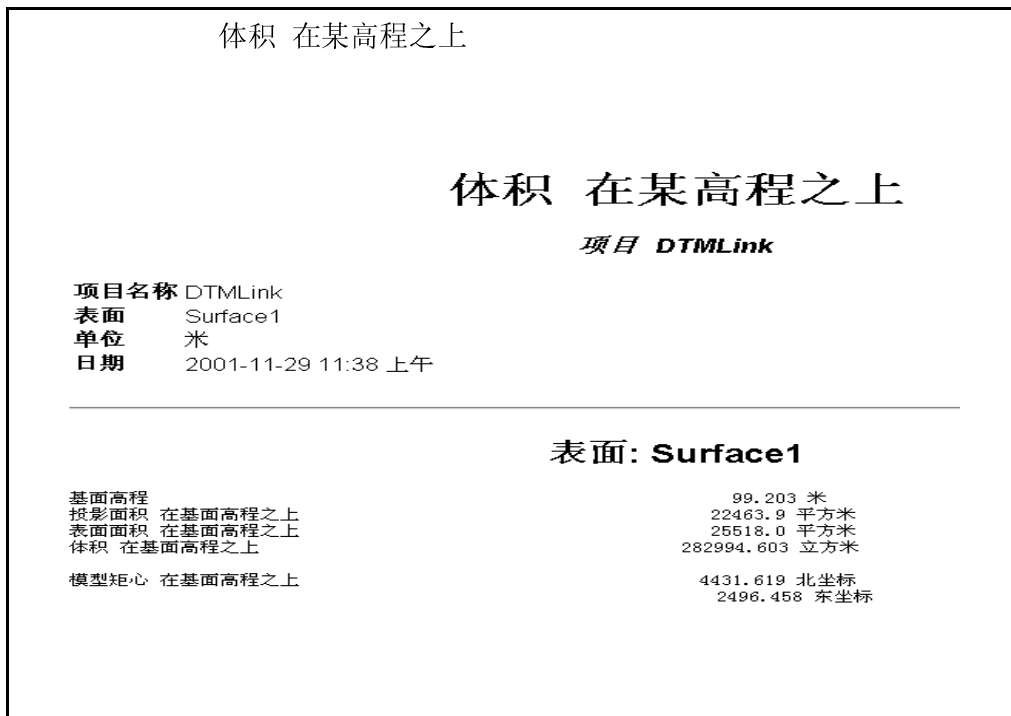 体积 在某高程之上
体积 在某高程之上
项目 DTMLink
项目名称 DTMLink
表面 Surface1
单位 米
日期 2001-11-29 11:38 上午
表面: Surface1
基面高程 99.203 米
投影面积 在基面高程之上 22463.9 平方米
表面面积 在基面高程之上 25518.0 平方米
体积 在基面高程之上 282994.603 立方米
模型矩心 在基面高程之上 4431.619 北坐标
2496.458 东坐标